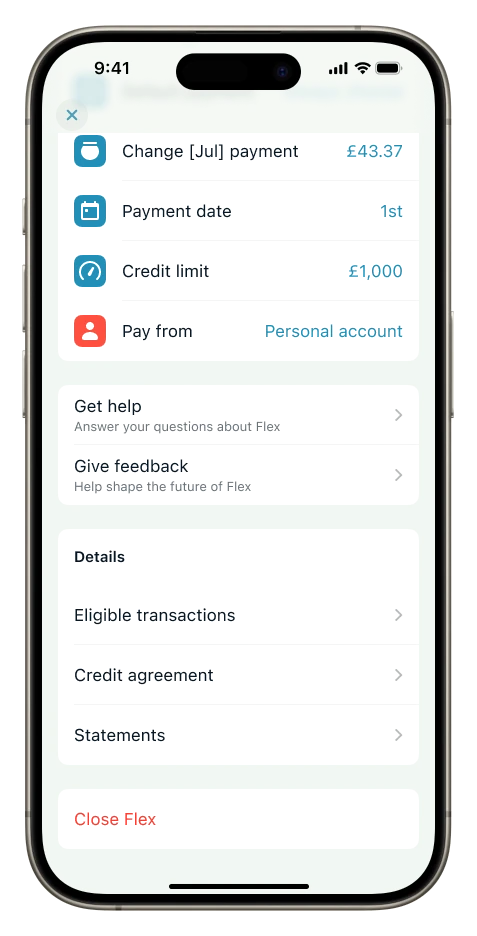 9:41
Change [Jul] payment £43.37
Payment date 1st
Credit limit £1,000
Pay from Personal account
Get help
Answer your questions about Flex
Give feedback
Help shape the future of Flex
Details
Eligible transactions
Credit agreement
Statements
Close Flex